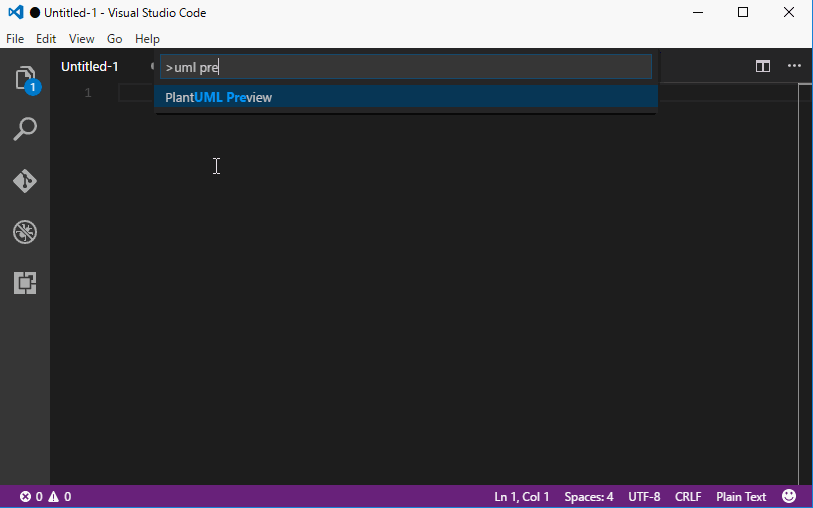 Untitled-1 - Visual Studio Code
File Edit View Go Help
Untitled-1
>uml pre
PlantUML Preview
1
1
0 0 Ln 1, Col 1 Spaces: 4 UTF-8 CRLF Plain Text